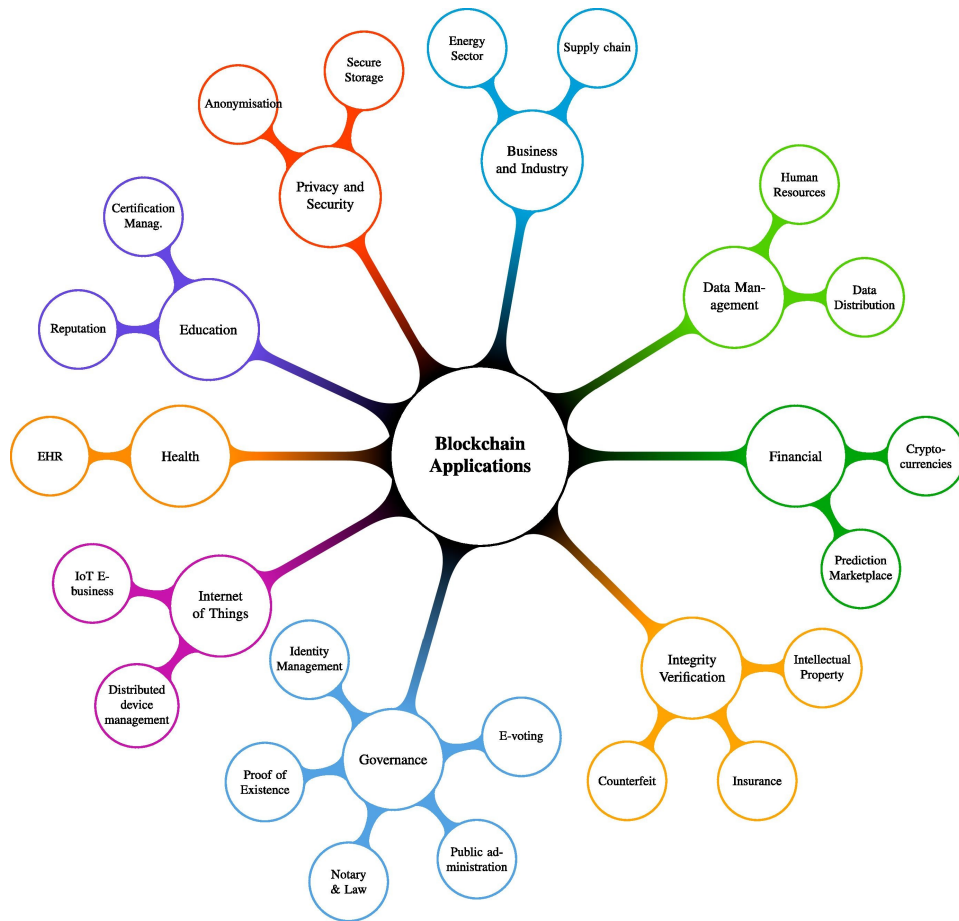 Blockchain
Applications
Energy
Sector
Supply chain
Business
and Industry
Secure
Storage
Anonymisation
Privacy and
Security
Human
Resources
Data
Distribution
Data Man-
agement
Certification
Manag.
Reputation
Education
EHR
Health
Financial
Crypto-
currencies
Prediction
Marketplace
IoT E-
business
Internet
of Things
Distributed
device
management
Identity
Management
Proof of
Existence
Governance
E-voting
Notary
& Law
Public ad-
ministration
Integrity
Verification
Intellectual
Property
Counterfeit
Insurance